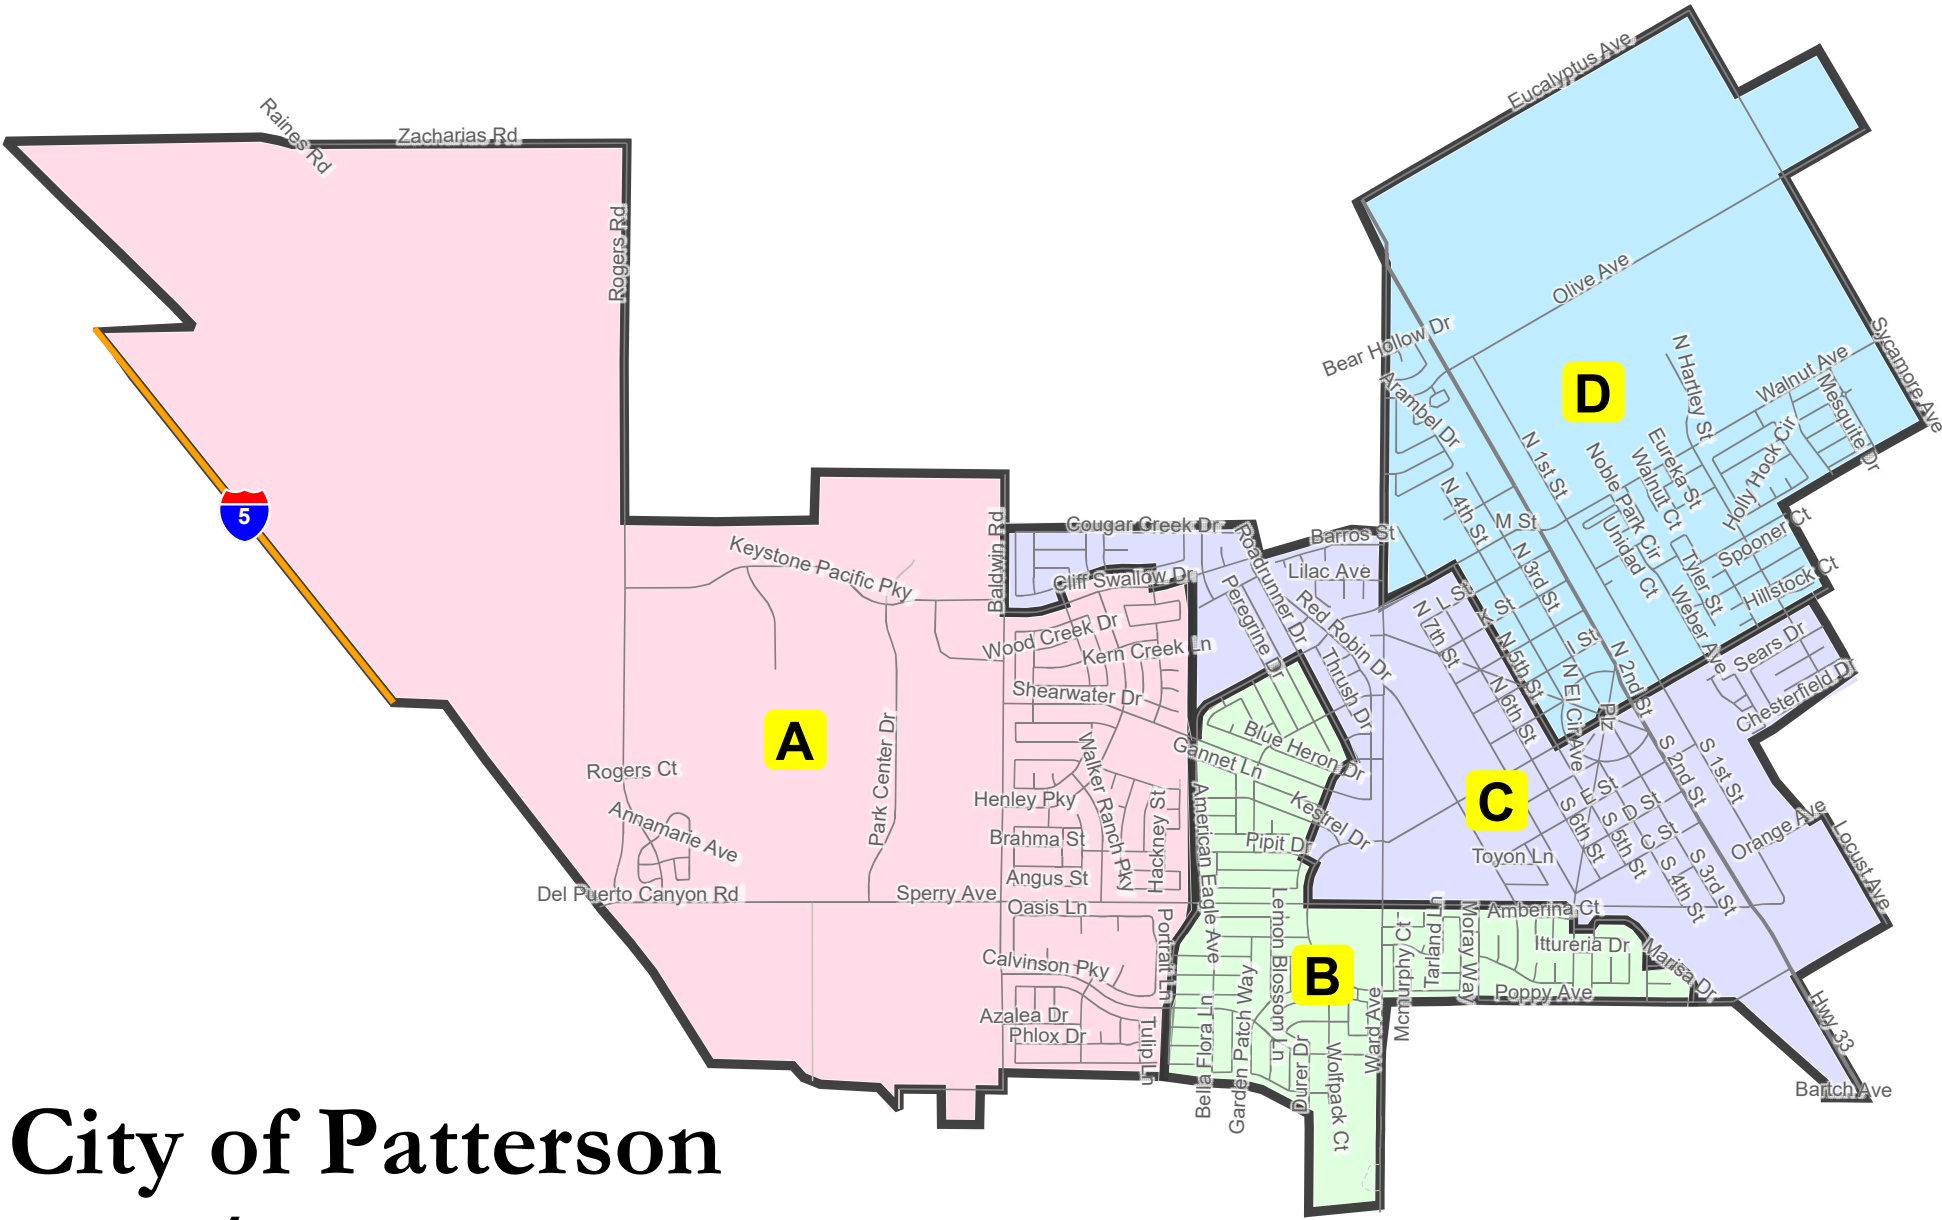 Eucalyptus Ave
Raines Rd
Zacharias Rd
Rogers Rd
Olive Ave
Bear Hollow Dr
Sycamore Ave
N Hartley St
Walnut Ave
Mesquite Dr
D
Arambel Dr
N 1st St
Eureka St
Walnut Ct
Noble Park Cir
Holly Hock Cir
N 4th St
5
M St
Unidad Ct
Spooner Ct
Baldwin Rd
Cougar Creek Dr
Roadrunner Dr
Barros St
N 3rd St
Tyler St
Hillstock Ct
Keystone Pacific Pky
Cliff Swallow Dr
Lilac Ave
Peregrine Dr
Red Robin Dr
L St
K St
N 7th St
Weber Ave
Wood Creek Dr
Kern Creek Ln
J St
N 5th St
N 2nd St
Sears Dr
Thrush Dr
Shearwater Dr
N 6th St
N El Cir Ave
Plz
Chesterfield Dr
A
Park Center Dr
Walker Ranch Pky
Gannet Ln
Blue Heron Dr
S 2nd St
S 1st St
Rogers Ct
Henley Pky
Hackney St
American Eagle Ave
Kestrel Dr
C
E St
D St
C St
S 6th St
S 5th St
Orange Ave
Locust Ave
Annamarie Ave
Brahma St
Pipit Dr
Toyon Ln
S 4th St
S 3rd St
Angus St
Del Puerto Canyon Rd
Sperry Ave
Oasis Ln
Portrait Ln
Lemon Blossom Ln
Mcmurphy Ct
Tarland Ln
Moray Way
Amberina Ct
Ittureria Dr
Marisa Dr
Calvinson Pky
B
Poppy Ave
Azalea Dr
Phlox Dr
Tulip Ln
Bella Flora Ln
Garden Patch Way
Durer Dr
Wolfpack Ct
Ward Ave
Hwy 33
Bartch Ave
City of Patterson